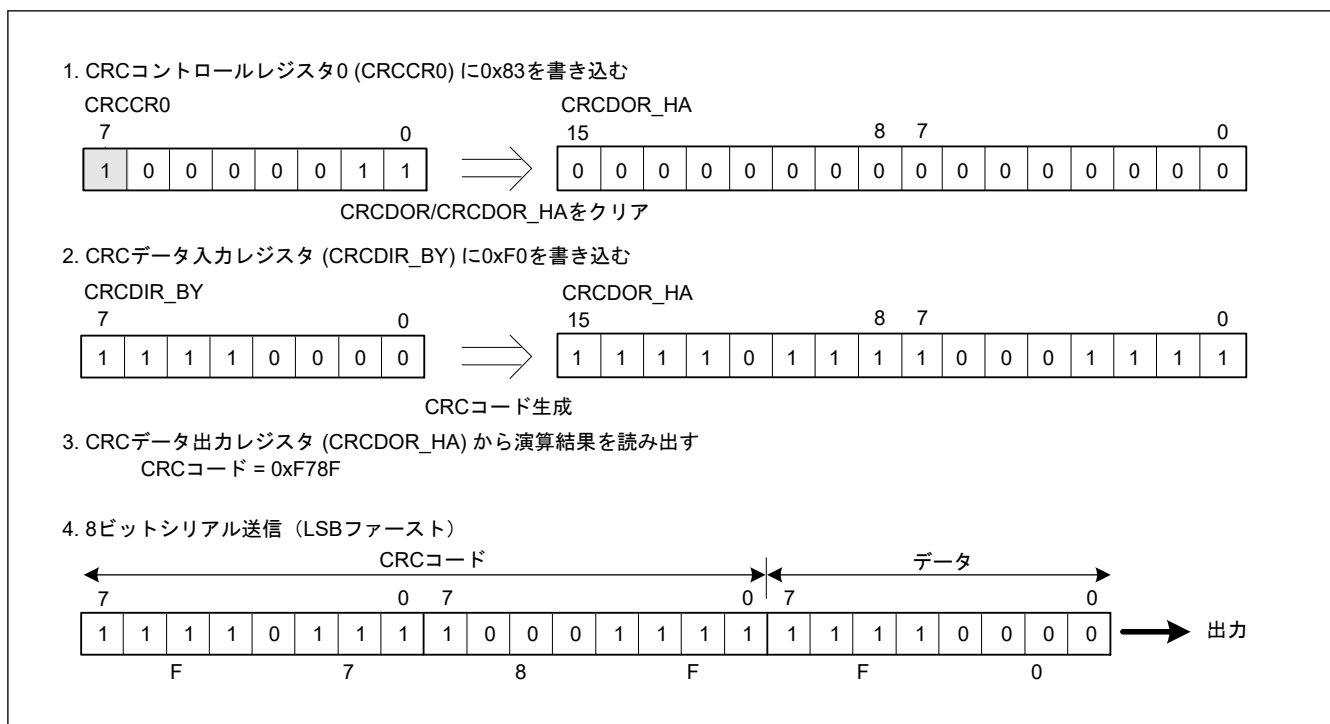 1. CRCコントロールレジスタ0 (CRCCR0) に0x83を書き込む
CRCCR0 CRCDOR_HA
7 0 15 8 7 0
1 0 0 0 0 0 1 1 0 0 0 0 0 0 0 0 0 0 0 0 0 0 0 0
CRCDOR/CRCDOR_HAをクリア
2. CRCデータ入力レジスタ (CRCDIR_BY) に0xF0を書き込む
CRCDIR_BY CRCDOR_HA
7 0 15 8 7 0
1 1 1 1 0 0 0 0 1 1 1 1 0 1 1 1 1 0 0 0 1 1 1 1
CRCコード生成
3. CRCデータ出力レジスタ (CRCDOR_HA) から演算結果を読み出す
CRCコード = 0xF78F
4. 8ビットシリアル送信（LSBファースト）
CRCコード データ
7 0 7 0 7 0
1 1 1 1 0 1 1 1 1 0 0 0 1 1 1 1 1 1 1 1 0 0 0 0 出力
F 7 8 F F 0